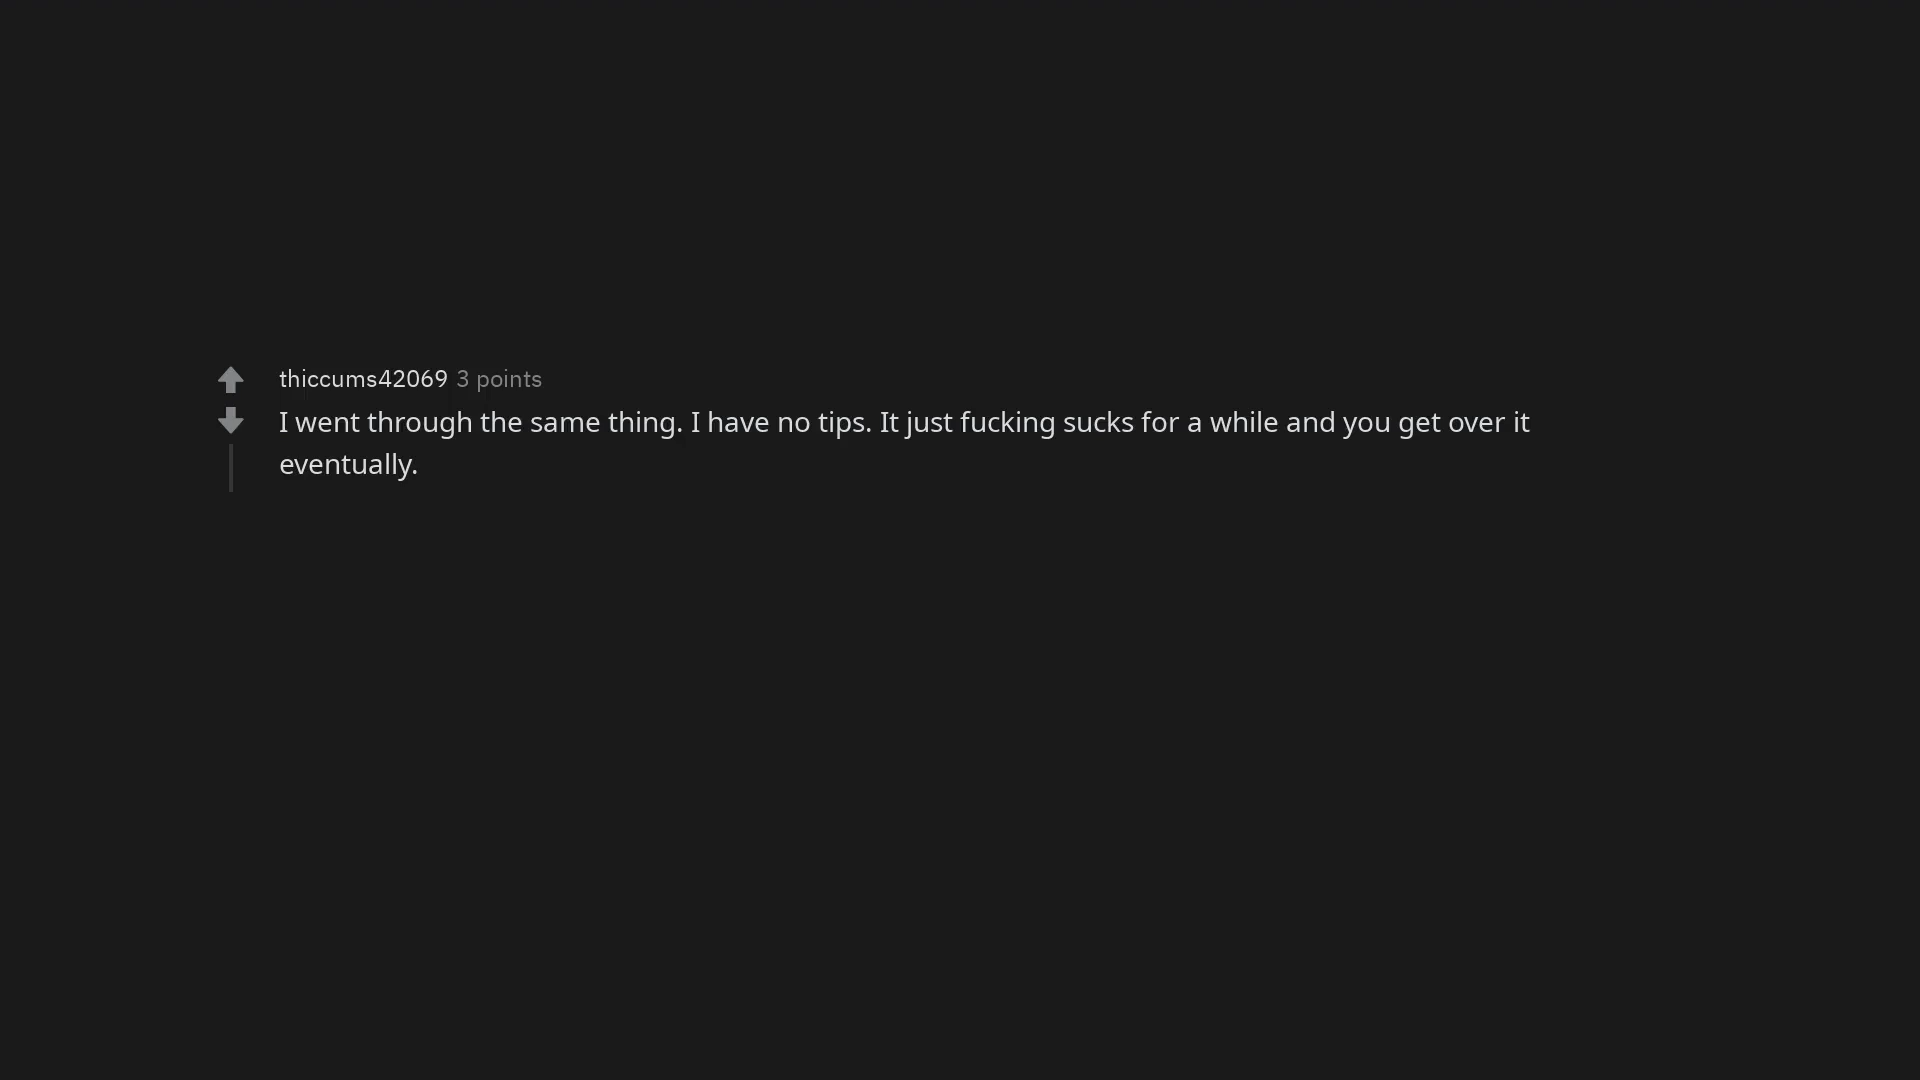 thiccums42069 3 points
I went through the same thing. I have no tips. It just fucking sucks for a while and you get over it
eventually.